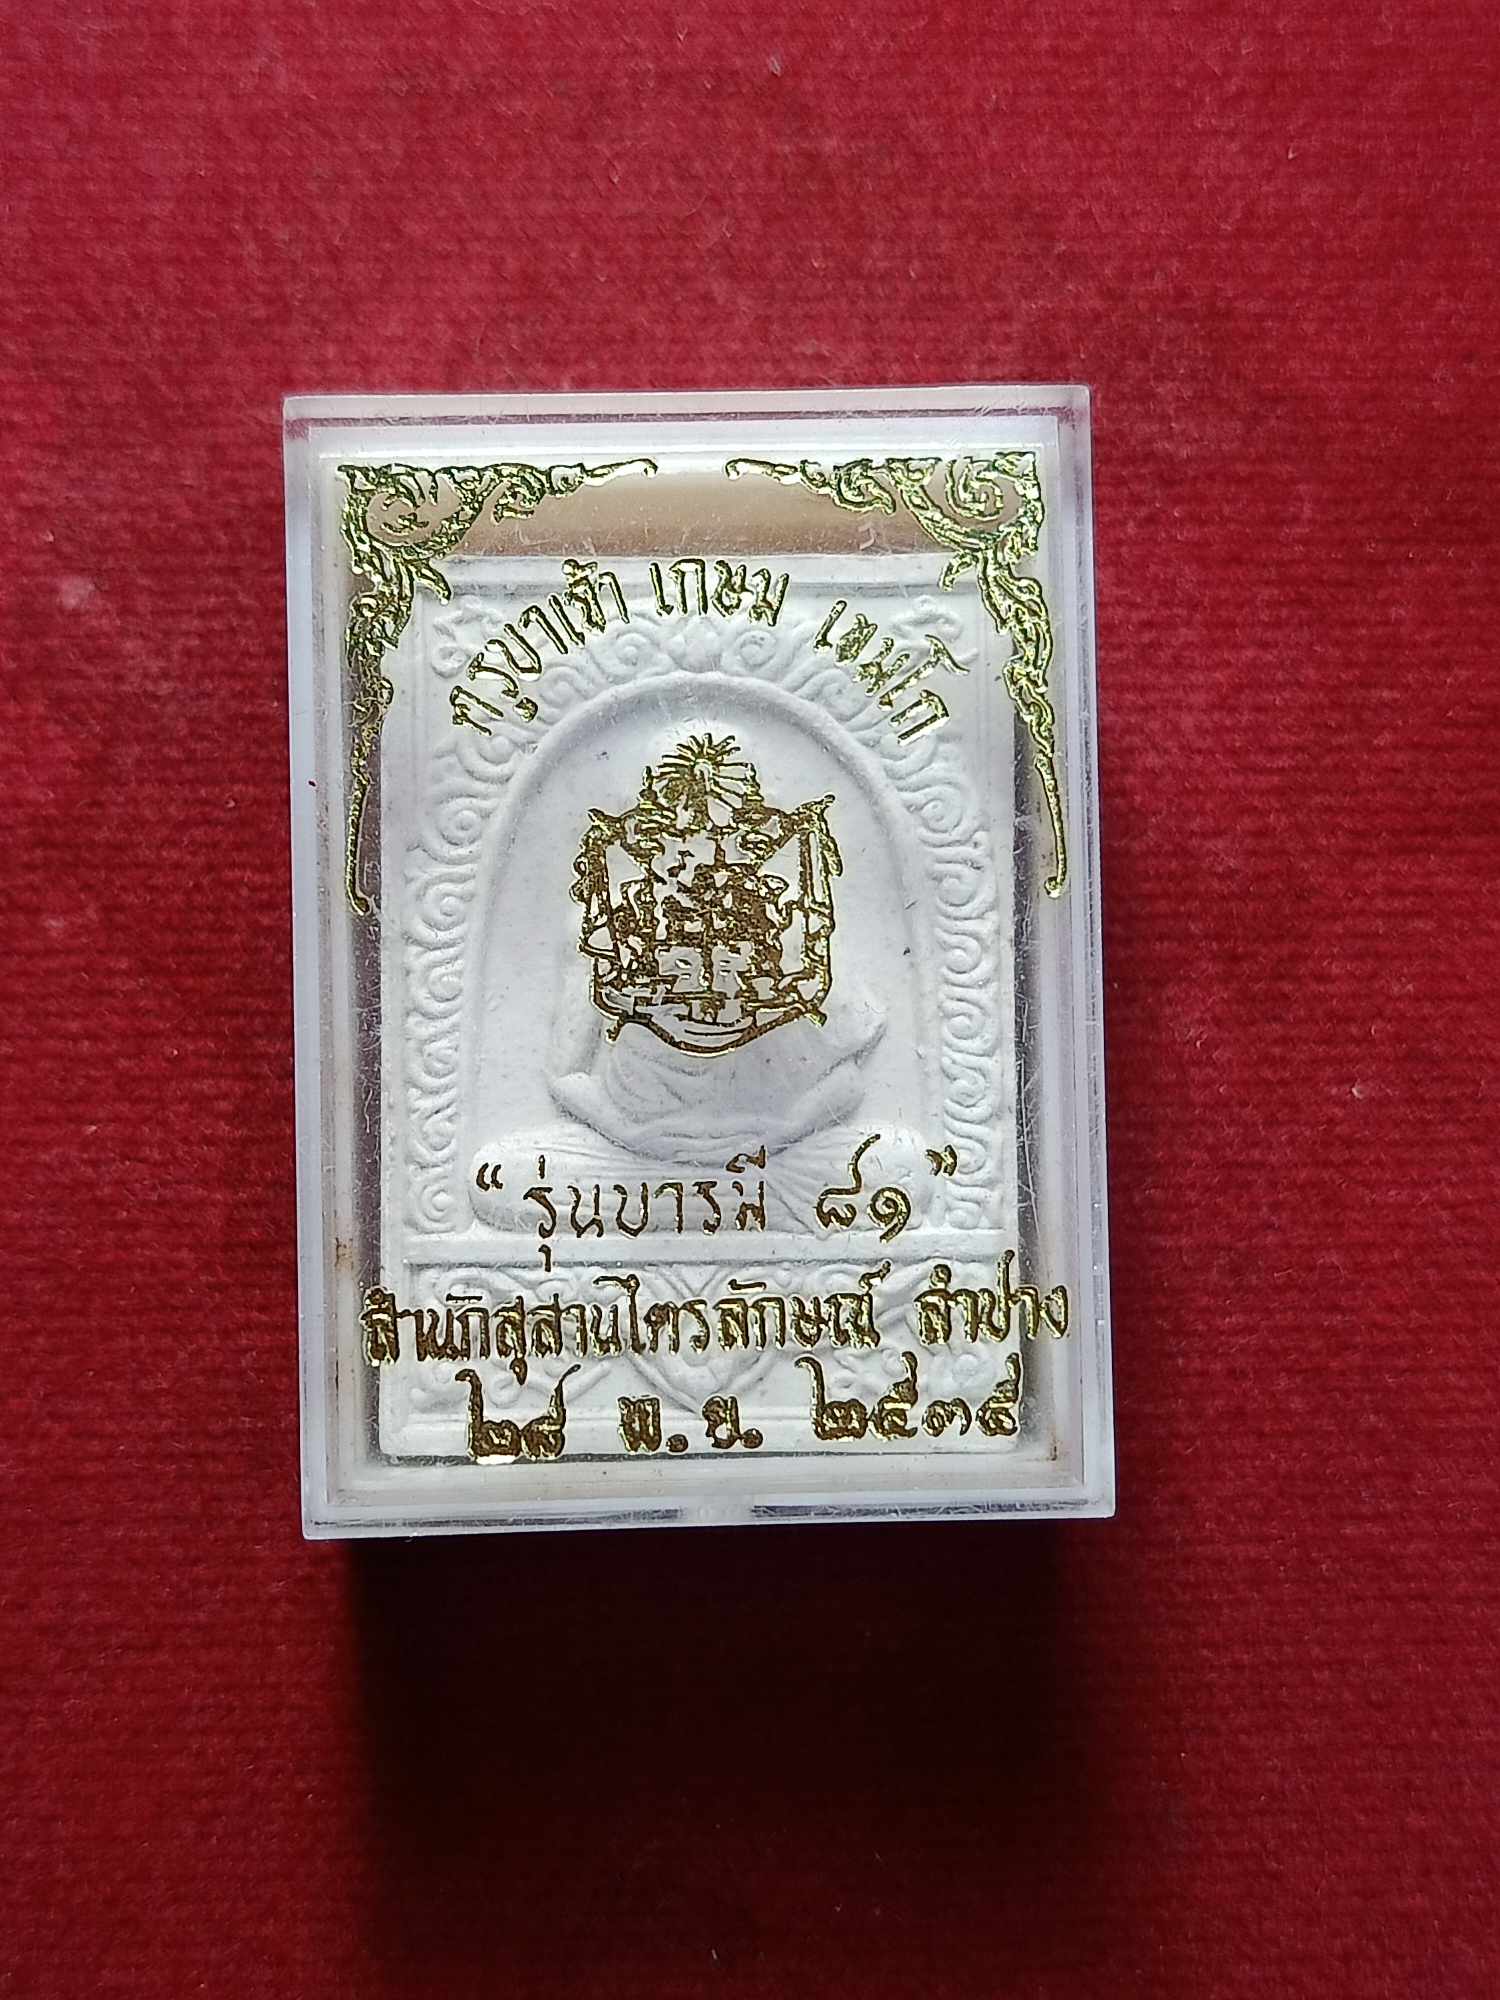 ครูบาเจ้า เกษม เขมโก
“ รุ่นบารมี ๘๑ ”
สำนักสุสานไตรลักษณ์ ลำปาง
๒๘ พ.ย. ๒๕๓๕